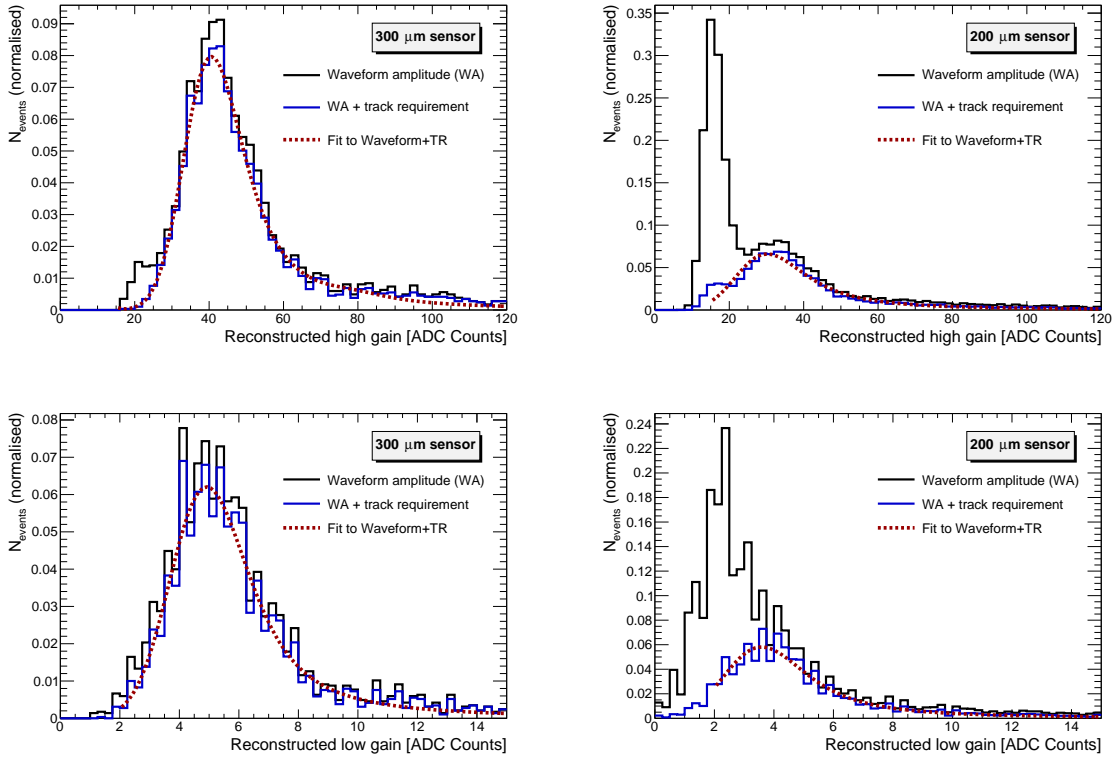 N_events (normalised)
0.09
0.08
0.07
0.06
0.05
0.04
0.03
0.02
0.01
0
300 μm sensor
Waveform amplitude (WA)
WA + track requirement
Fit to Waveform+TR
0 20 40 60 80 100 120
Reconstructed high gain [ADC Counts]
N_events (normalised)
0.35
0.3
0.25
0.2
0.15
0.1
0.05
0
200 μm sensor
Waveform amplitude (WA)
WA + track requirement
Fit to Waveform+TR
0 20 40 60 80 100 120
Reconstructed high gain [ADC Counts]
N_events (normalised)
0.08
0.07
0.06
0.05
0.04
0.03
0.02
0.01
0
300 μm sensor
Waveform amplitude (WA)
WA + track requirement
Fit to Waveform+TR
0 2 4 6 8 10 12 14
Reconstructed low gain [ADC Counts]
N_events (normalised)
0.24
0.22
0.2
0.18
0.16
0.14
0.12
0.1
0.08
0.06
0.04
0.02
0
200 μm sensor
Waveform amplitude (WA)
WA + track requirement
Fit to Waveform+TR
0 2 4 6 8 10 12 14
Reconstructed low gain [ADC Counts]